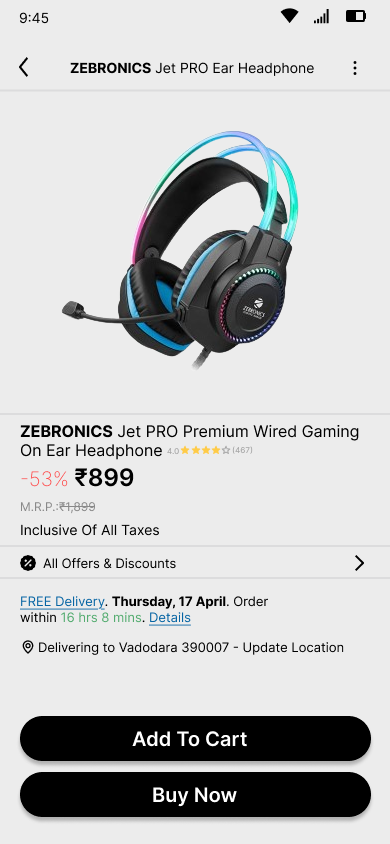 9:45
ZEBRONICS Jet PRO Ear Headphone
ZEBRONICS
ZEBRONICS Jet PRO Premium Wired Gaming
On Ear Headphone 4.0 (467)
-53% ₹899
M.R.P.:₹1,899
Inclusive Of All Taxes
All Offers & Discounts
FREE Delivery. Thursday, 17 April. Order
within 16 hrs 8 mins. Details
Delivering to Vadodara 390007 - Update Location
Add To Cart
Buy Now